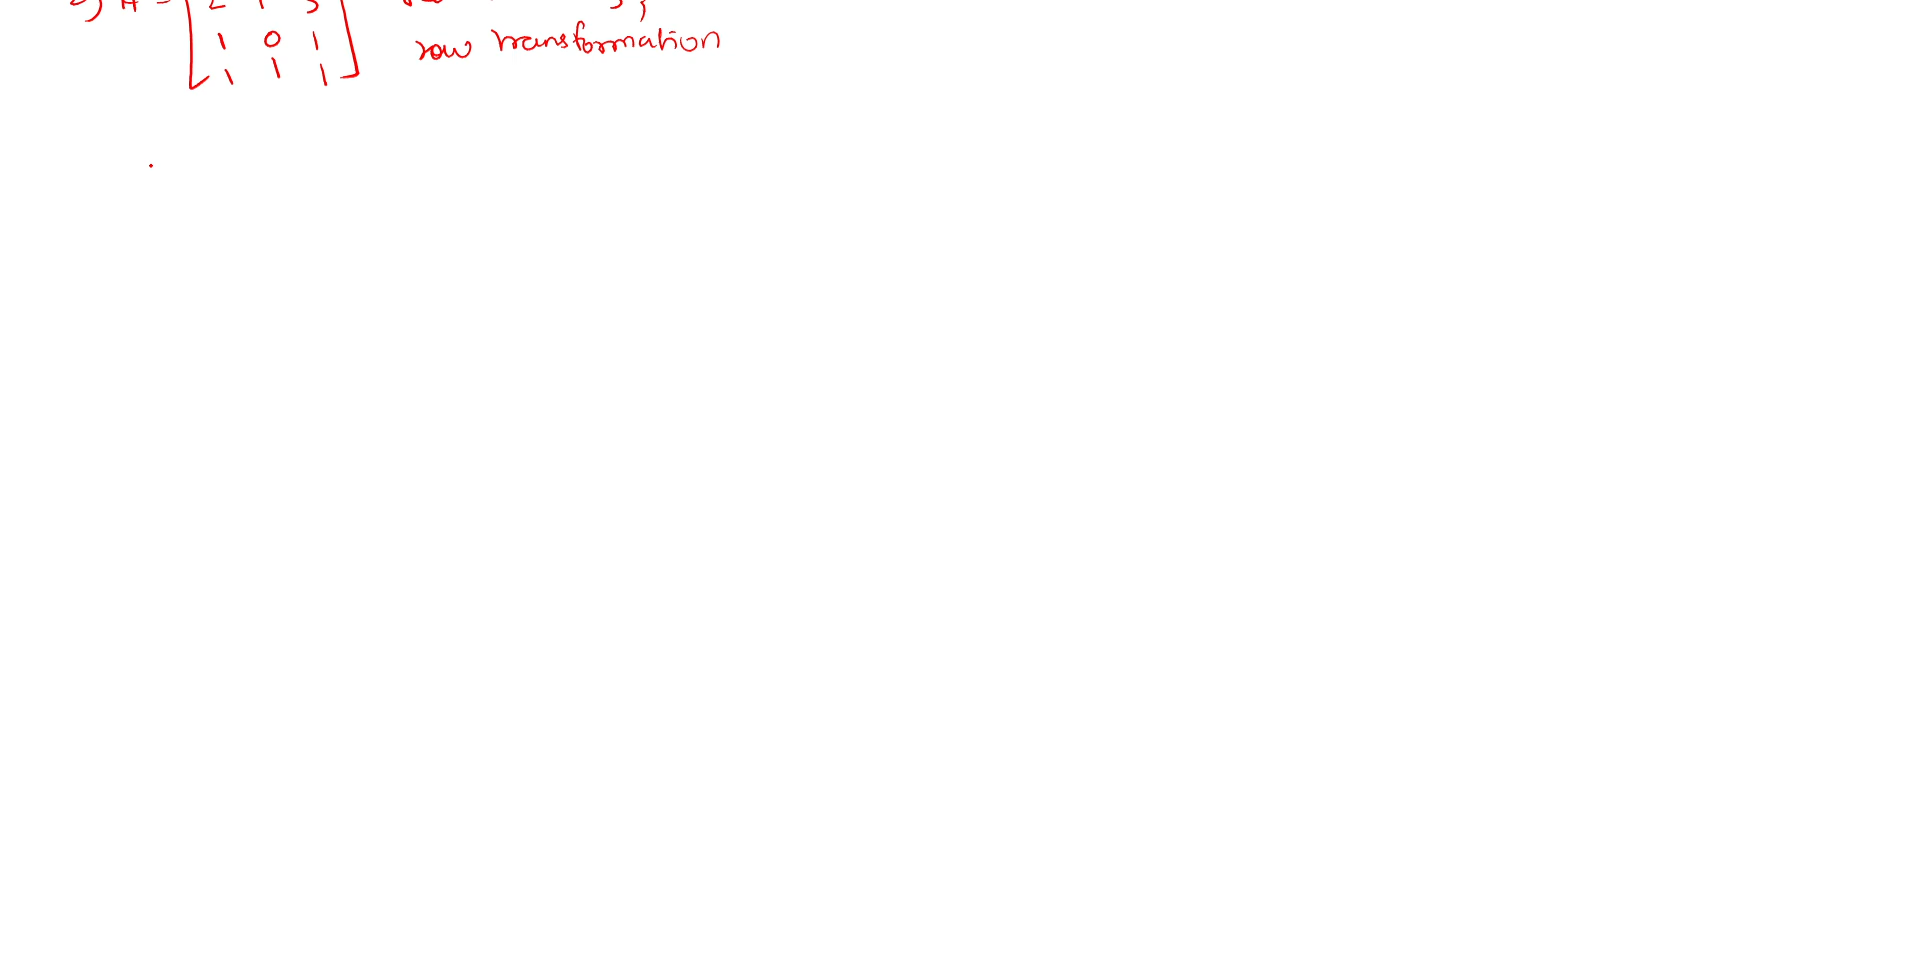 A = [2 1 3
1 0 1
1 1 1]
row transformation